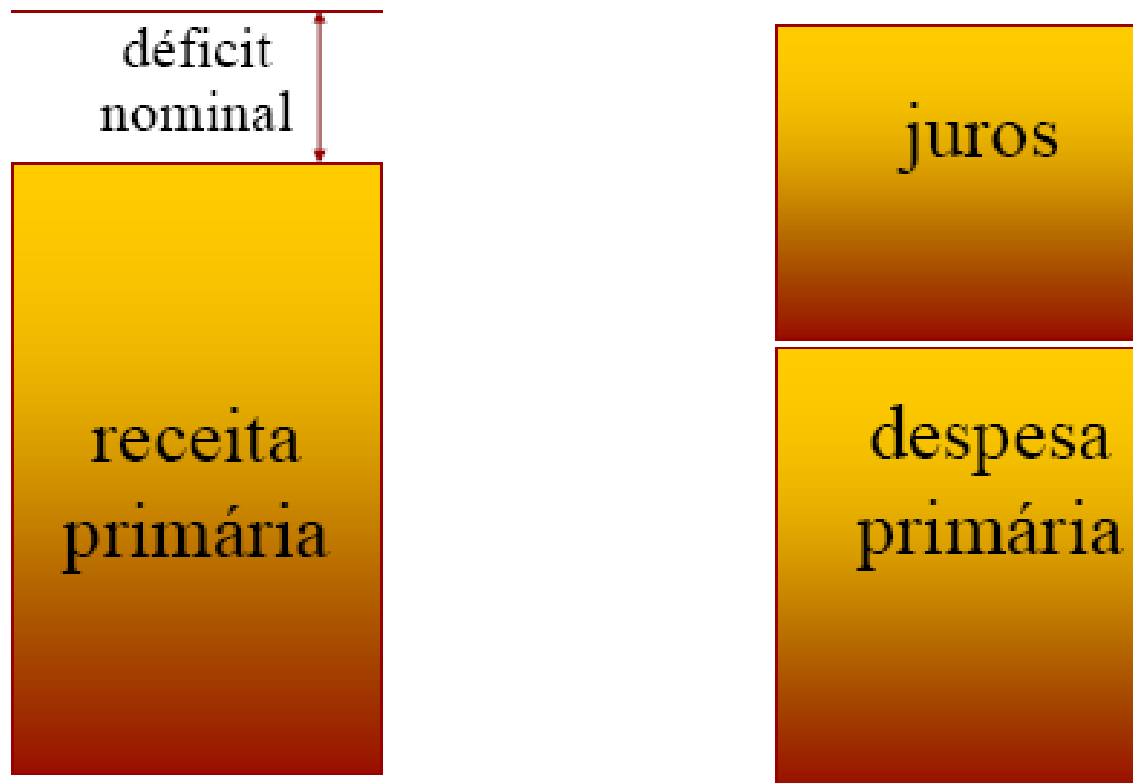 déficit
nominal
receita
primária
juros
despesa
primária